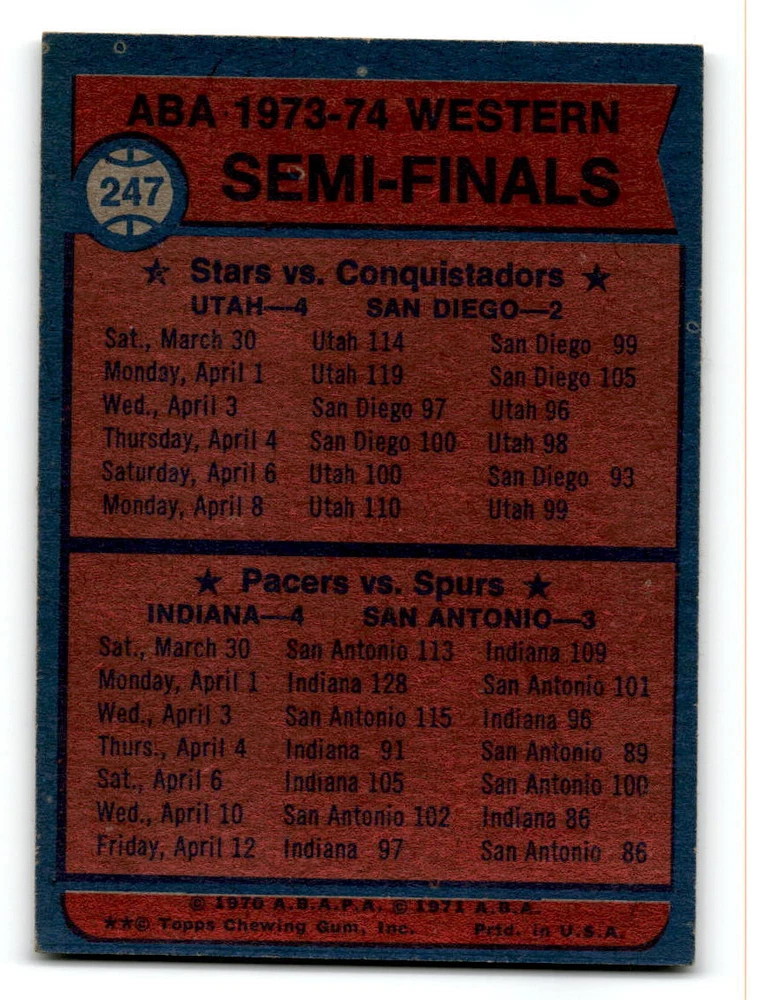 ABA 1973-74 WESTERN
247 SEMI-FINALS
★ Stars vs. Conquistadors ★
UTAH—4 SAN DIEGO—2
Sat., March 30 Utah 114 San Diego 99
Monday, April 1 Utah 119 San Diego 105
Wed., April 3 San Diego 97 Utah 96
Thursday, April 4 San Diego 100 Utah 98
Saturday, April 6 Utah 100 San Diego 93
Monday, April 8 Utah 110 Utah 99
★ Pacers vs. Spurs ★
INDIANA—4 SAN ANTONIO—3
Sat., March 30 San Antonio 113 Indiana 109
Monday, April 1 Indiana 128 San Antonio 101
Wed., April 3 San Antonio 115 Indiana 96
Thurs., April 4 Indiana 91 San Antonio 89
Sat., April 6 Indiana 105 San Antonio 100
Wed., April 10 San Antonio 102 Indiana 86
Friday, April 12 Indiana 97 San Antonio 86
© 1970 A.B.A.P.A. © 1971 A.B.A.
★★© Topps Chewing Gum, Inc. Prtd. in U.S.A.